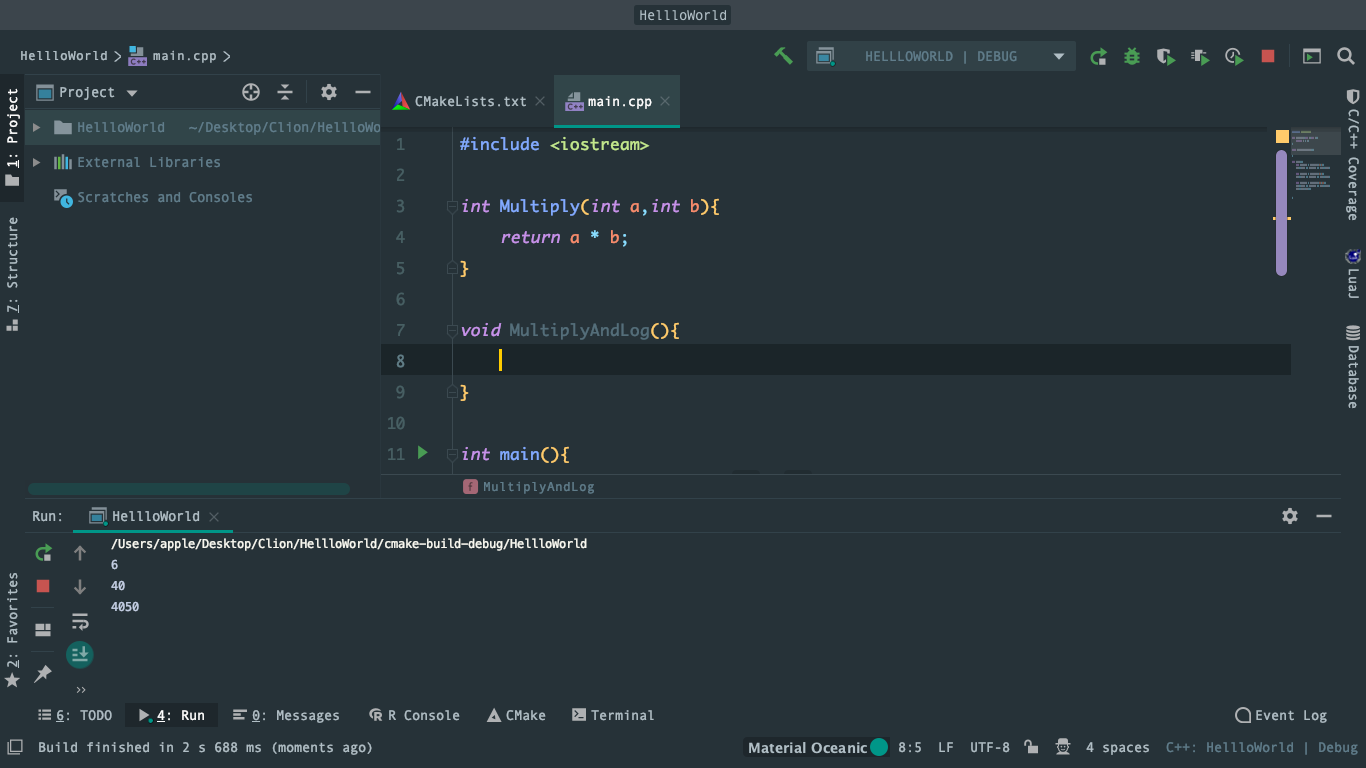 HellloWorld
HellloWorld
main.cpp
HELLLOWORLD | DEBUG
1: Project
7: Structure
2: Favorites
Project
HellloWorld ~/Desktop/Clion/HellloWo
External Libraries
Scratches and Consoles
CMakeLists.txt
main.cpp
1 #include <iostream>
2
3 int Multiply(int a,int b){
4 return a * b;
5 }
6
7 void MultiplyAndLog(){
8
9 }
10
11 int main(){
MultiplyAndLog
C/C++ Coverage
LuaJ
Database
Run: HellloWorld
/Users/apple/Desktop/Clion/HellloWorld/cmake-build-debug/HellloWorld
6
40
4050
6: TODO 4: Run 0: Messages R Console CMake Terminal Event Log
Build finished in 2 s 688 ms (moments ago) Material Oceanic 8:5 LF UTF-8 4 spaces C++: HellloWorld | Debug